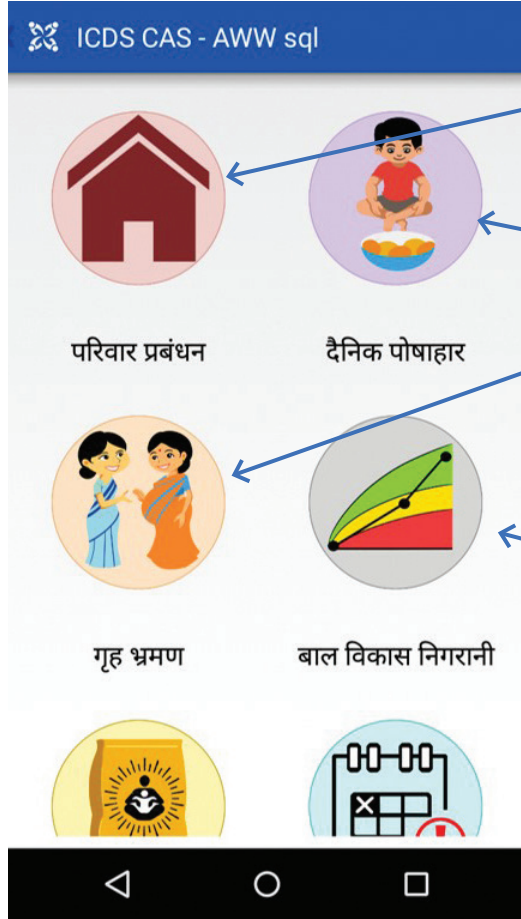 ICDS CAS - AWW sql
परिवार प्रबंधन
दैनिक पोषाहार
गृह भ्रमण
बाल विकास निगरानी